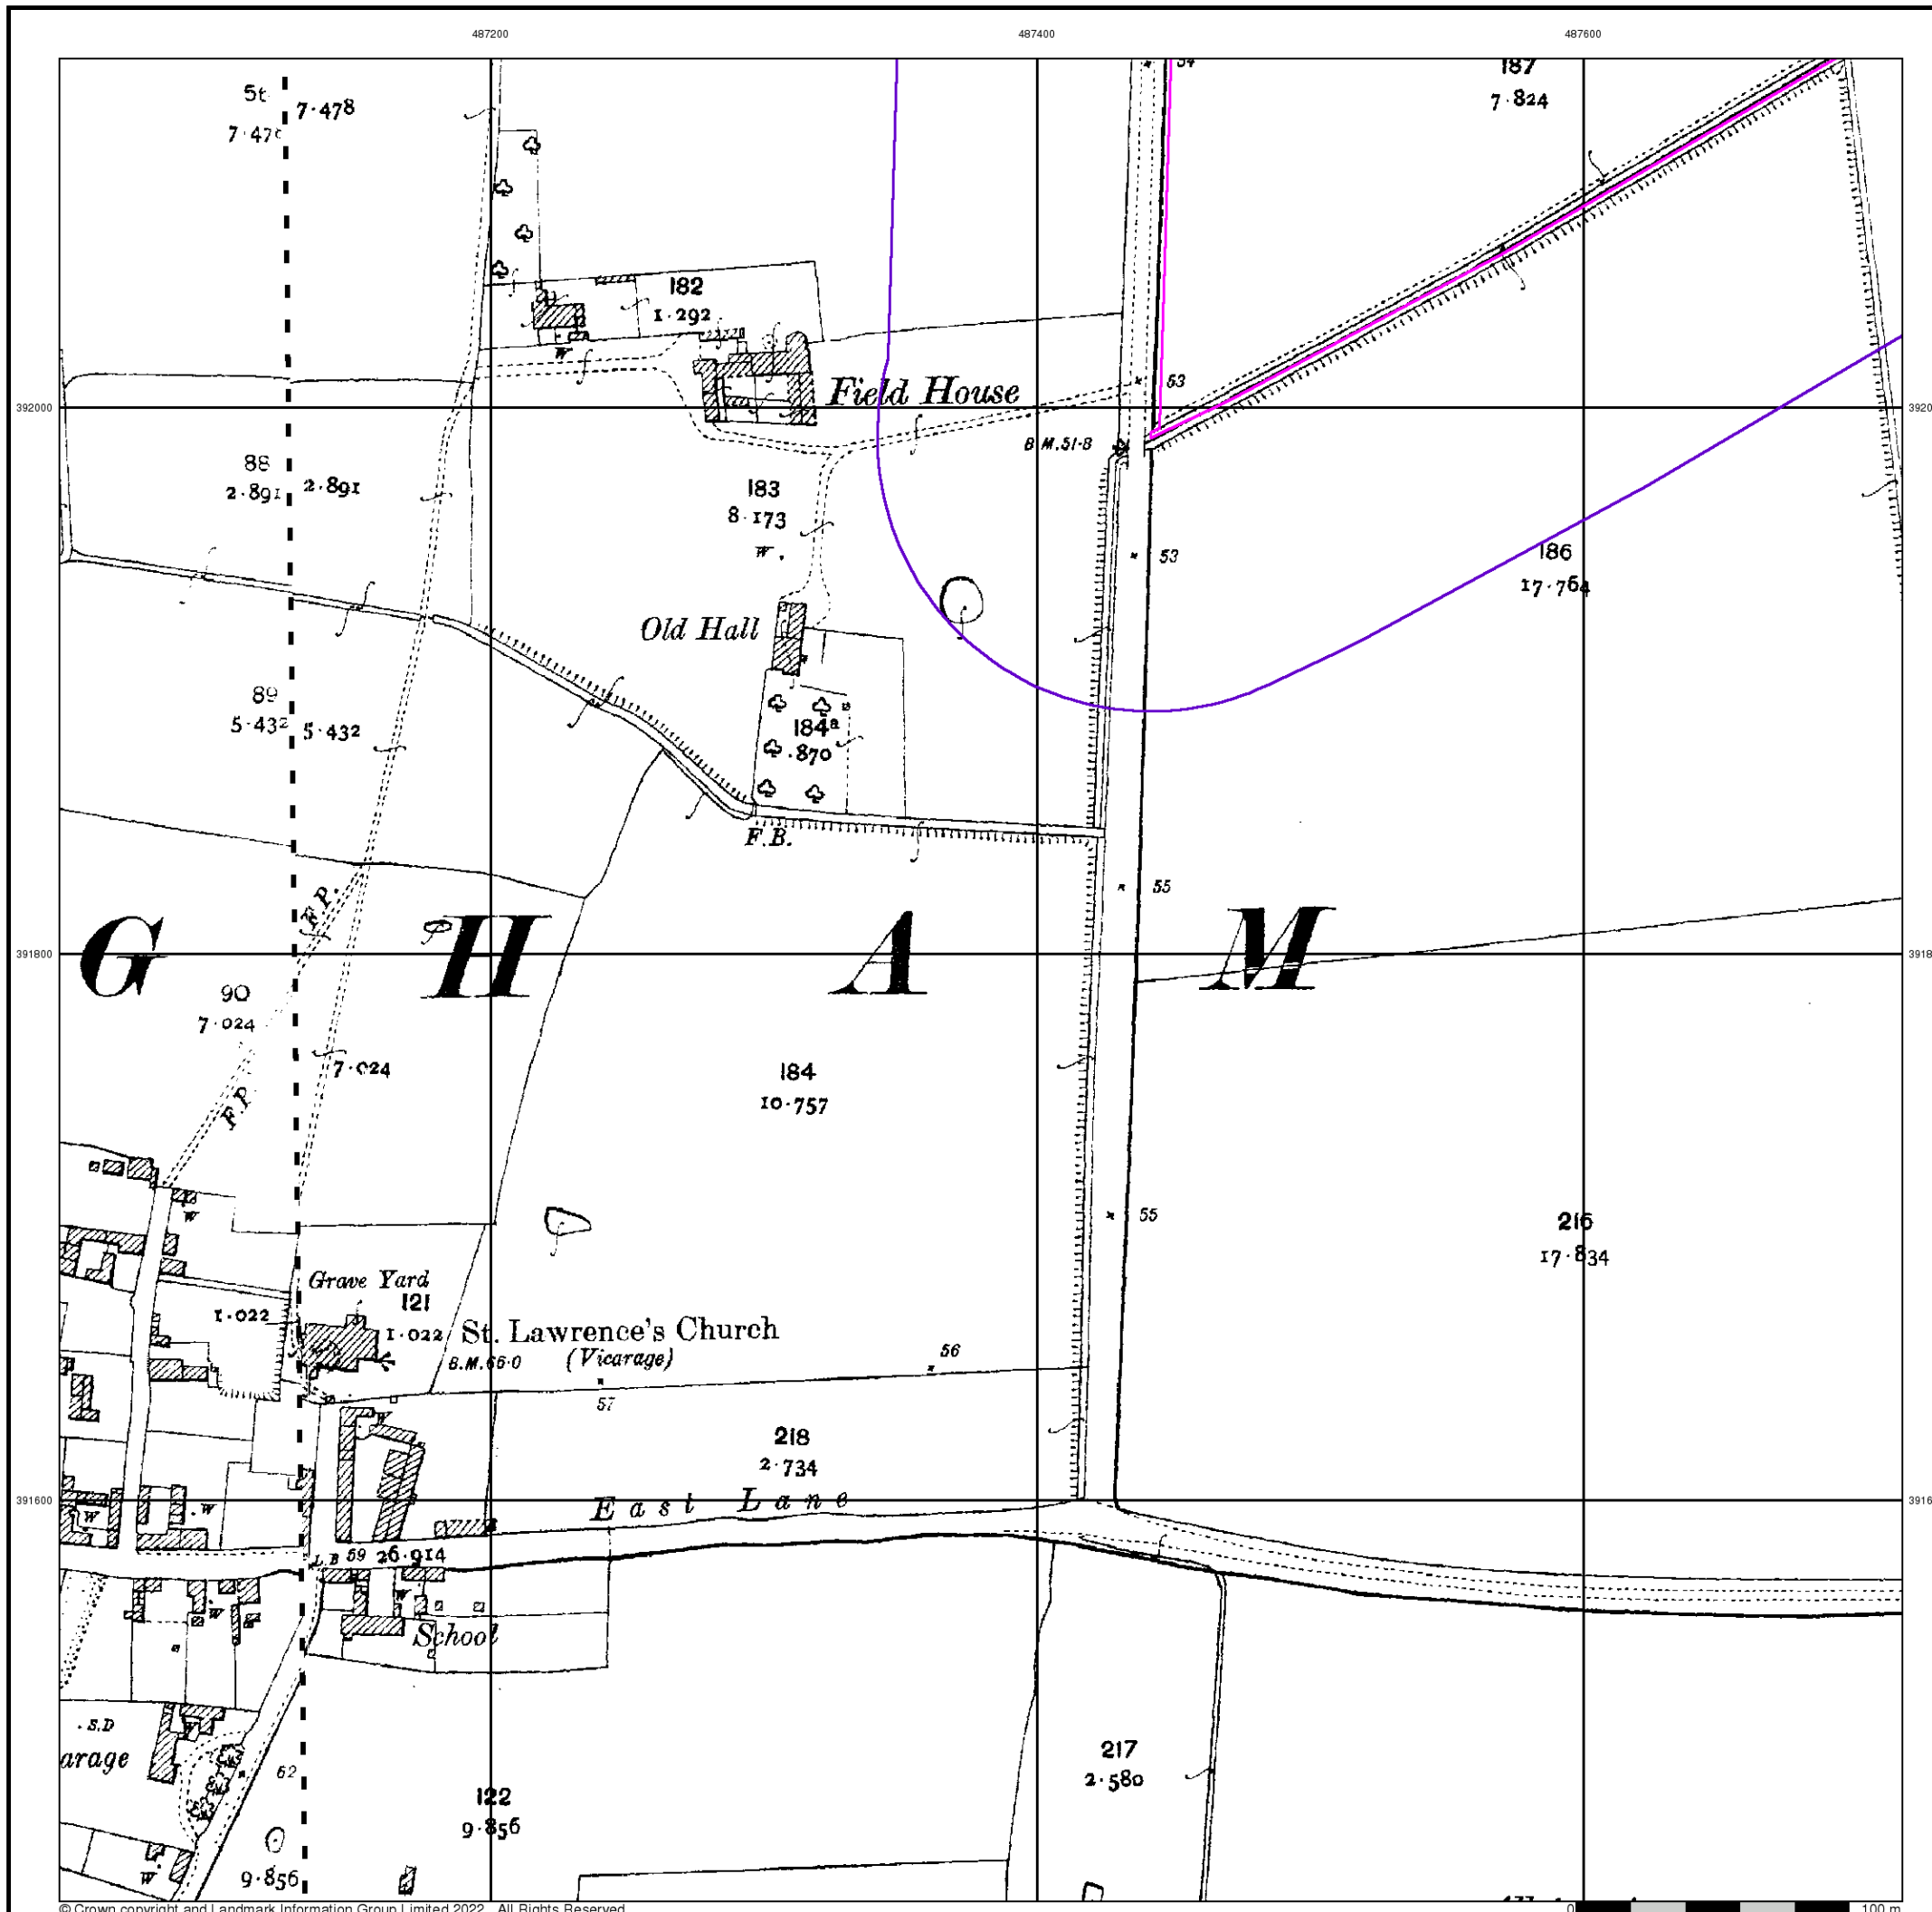 487200 487400 487600
54
187
7·824
7·478
182
1·292
W
Field House
53
392000
B.M.51·8
88
2·891 2·891
183
8·173
W.
53
186
17·764
Old Hall
89
5·432 5·432
184a
·870
F.B.
55
F.P.
G H A M
391800
90
7·024
7·024
F.P.
184
10·757
W
55
216
17·834
Grave Yard
121
1·022
1·022
St. Lawrence's Church
(Vicarage)
B.M.66·0
56
57
W
218
2·734
East Lane
391600
W
W
L.B 59 26·914
W
W
School
. S.D
W
arage
62
217
2·580
122
9·856
W
9·856
© Crown copyright and Landmark Information Group Limited 2022. All Rights Reserved.
0 100 m